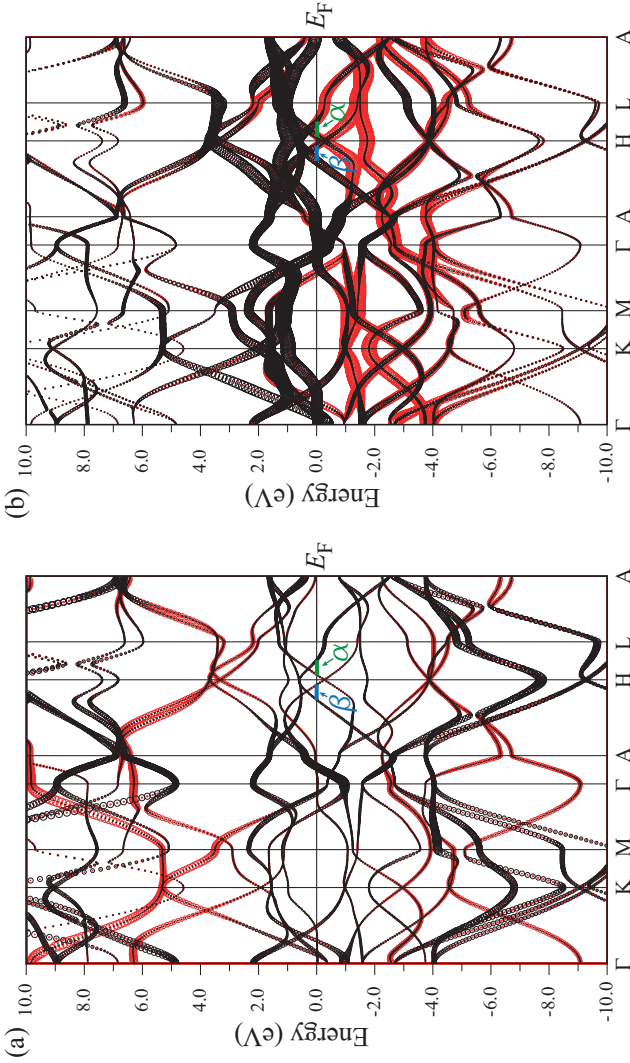 (a)
Energy (eV)
10.0
8.0
6.0
4.0
2.0
0.0
-2.0
-4.0
-6.0
-8.0
-10.0
Γ
K
M
Γ
A
H
L
A
E_F
α
β
(b)
Energy (eV)
10.0
8.0
6.0
4.0
2.0
0.0
-2.0
-4.0
-6.0
-8.0
-10.0
Γ
K
M
Γ
A
H
L
A
E_F
α
β